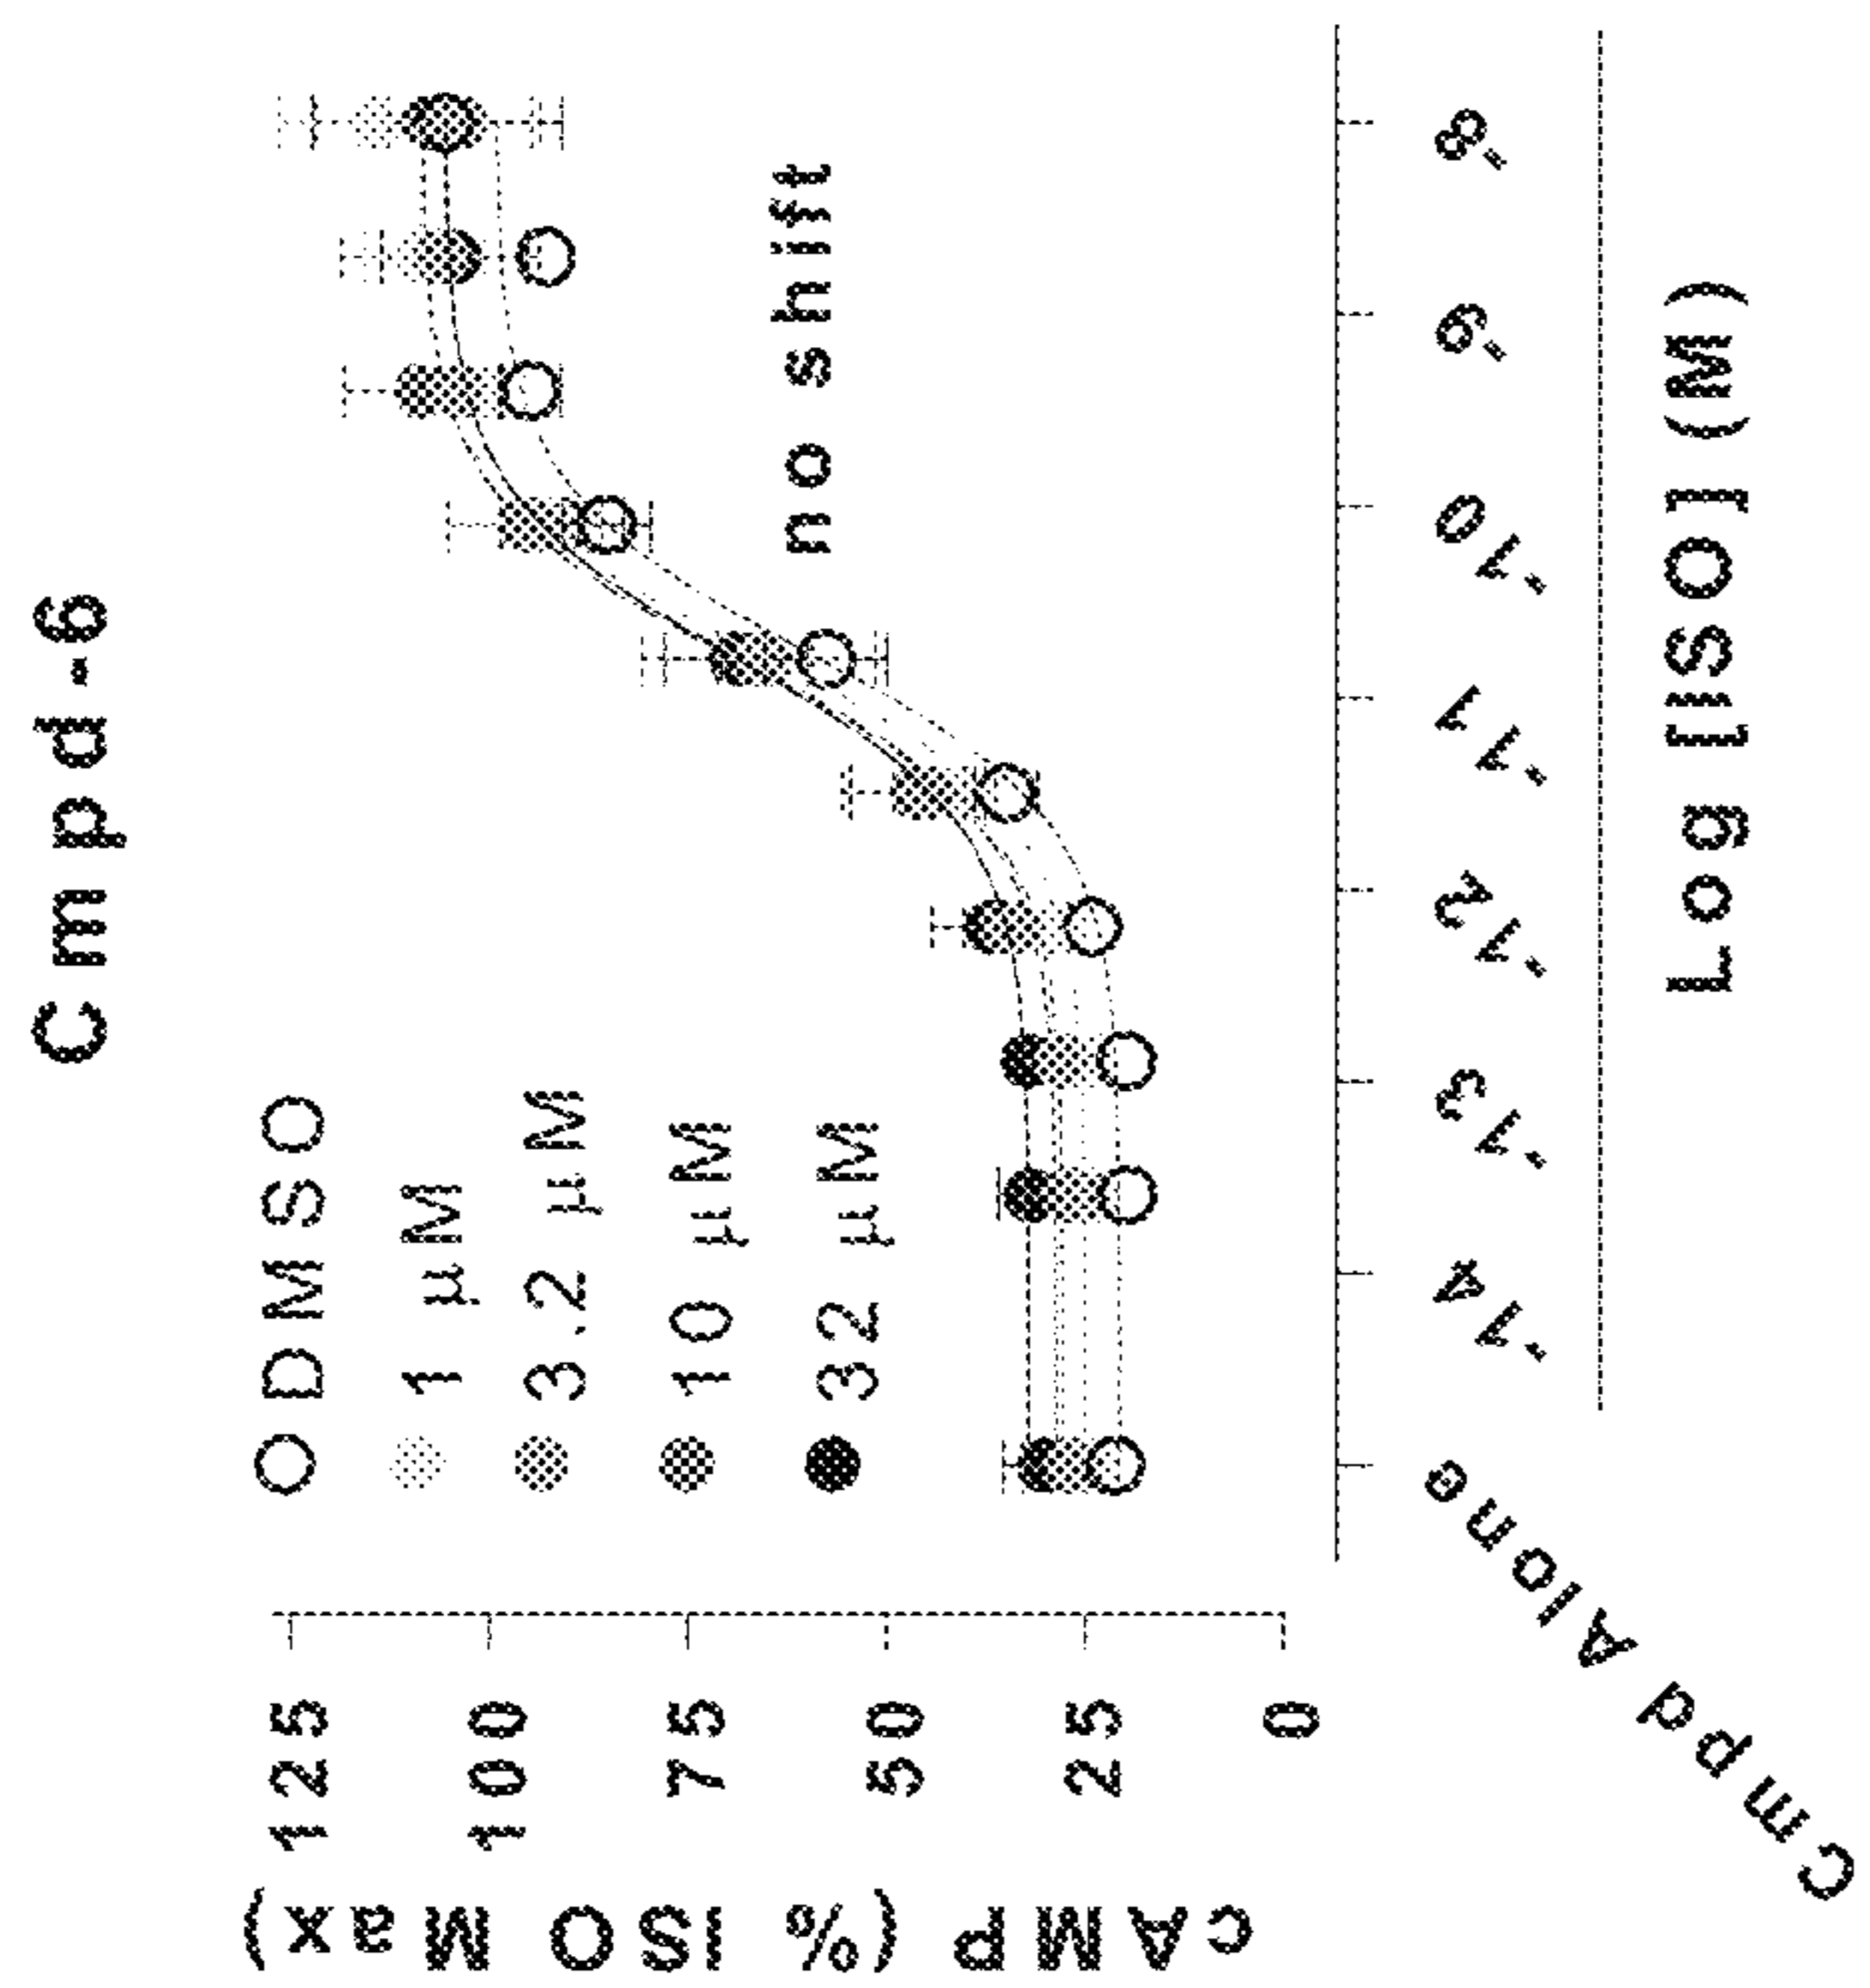 Cmpd-6
DMSO
1 µM
3.2 µM
10 µM
32 µM
no shift
cAMP (% ISO Max)
125
100
75
50
25
0
Cmpd Alone
-14
-13
-12
-11
-10
-9
-8
Log [ISO] (M)